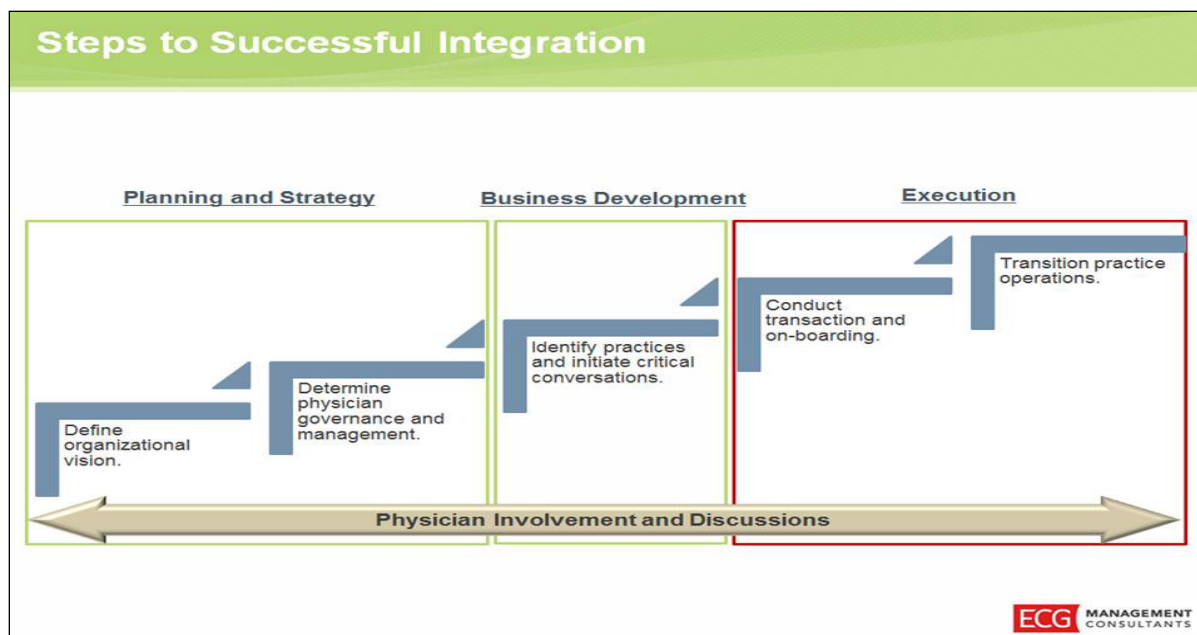 Steps to Successful Integration
Planning and Strategy
Business Development
Execution
Define
organizational
vision.
Determine
physician
governance and
management.
Identify practices
and initiate critical
conversations.
Conduct
transaction and
on-boarding.
Transition practice
operations.
Physician Involvement and Discussions
ECG MANAGEMENT
CONSULTANTS